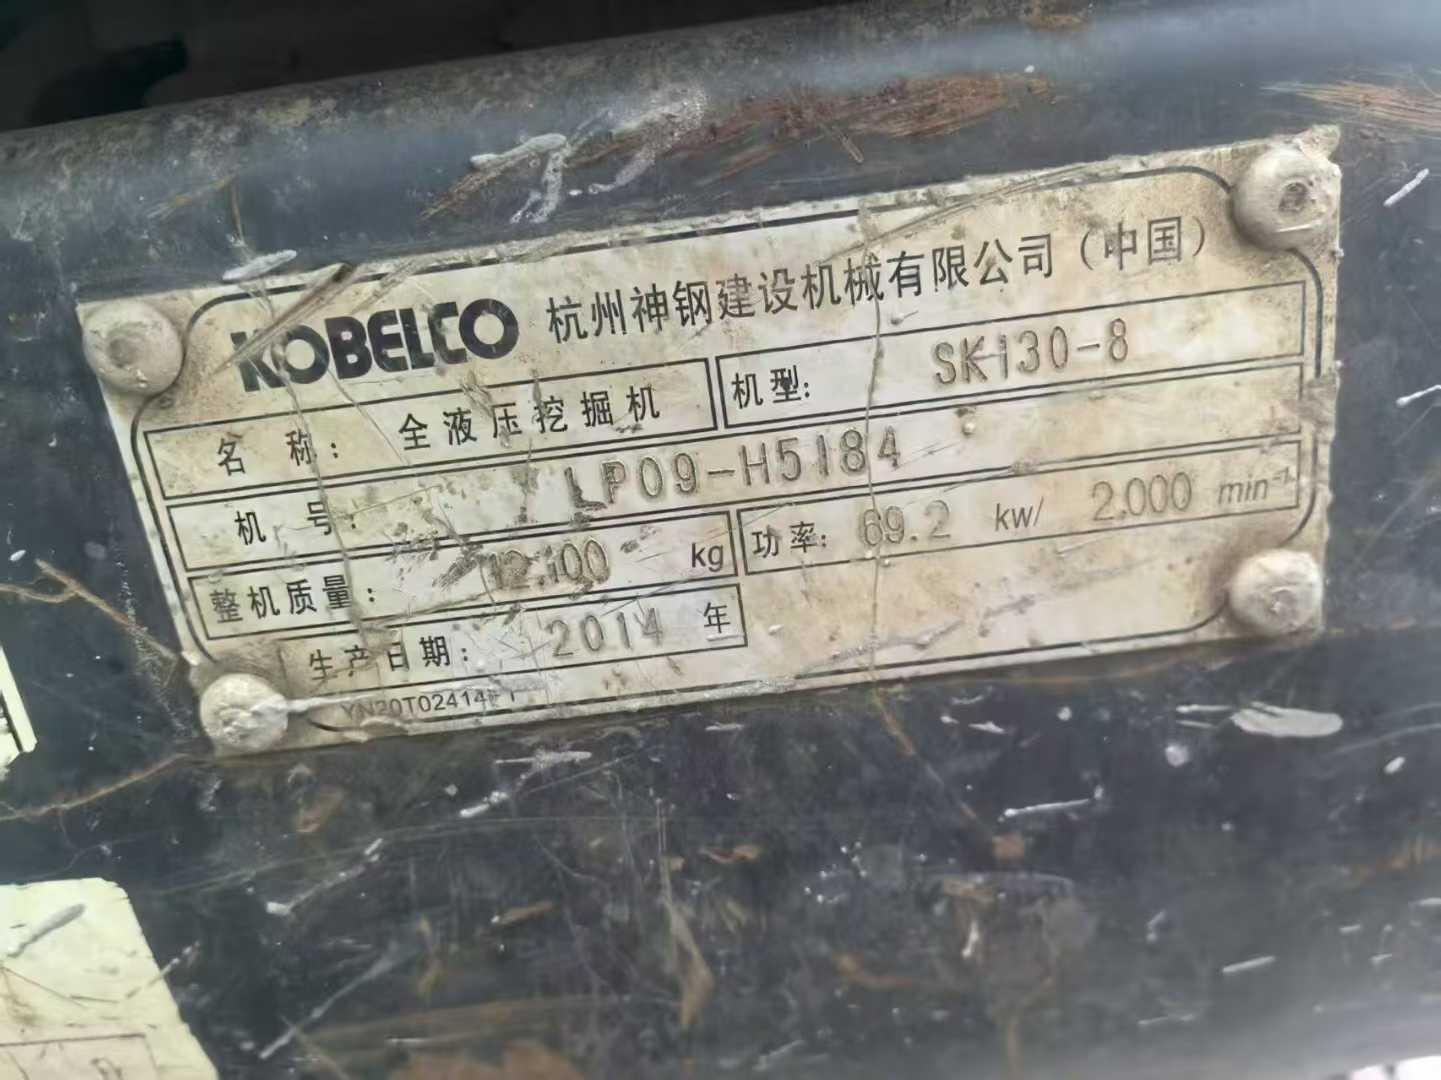 KOBELCO 杭州神钢建设机械有限公司（中国）
名称： 全液压挖掘机 机型: SK130-8
机号： LP09-H5184
整机质量： 12,100 kg 功率: 69.2 kw/ 2,000 min⁻¹
生产日期： 2014 年
YN20T02414